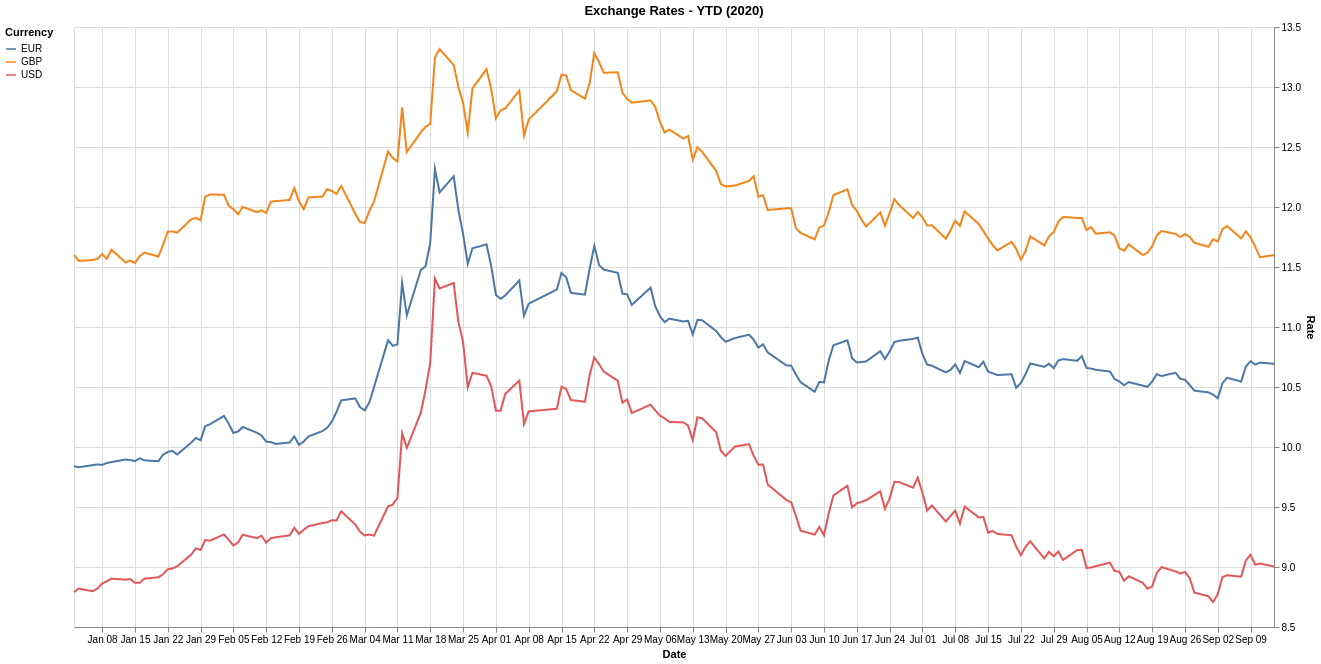 Exchange Rates - YTD (2020)
Currency
EUR
GBP
USD
13.5
13.0
12.5
12.0
11.5
11.0
10.5
10.0
9.5
9.0
8.5
Rate
Jan 08 Jan 15 Jan 22 Jan 29 Feb 05 Feb 12 Feb 19 Feb 26 Mar 04 Mar 11 Mar 18 Mar 25 Apr 01 Apr 08 Apr 15 Apr 22 Apr 29 May 06 May 13 May 20 May 27 Jun 03 Jun 10 Jun 17 Jun 24 Jul 01 Jul 08 Jul 15 Jul 22 Jul 29 Aug 05 Aug 12 Aug 19 Aug 26 Sep 02 Sep 09
Date